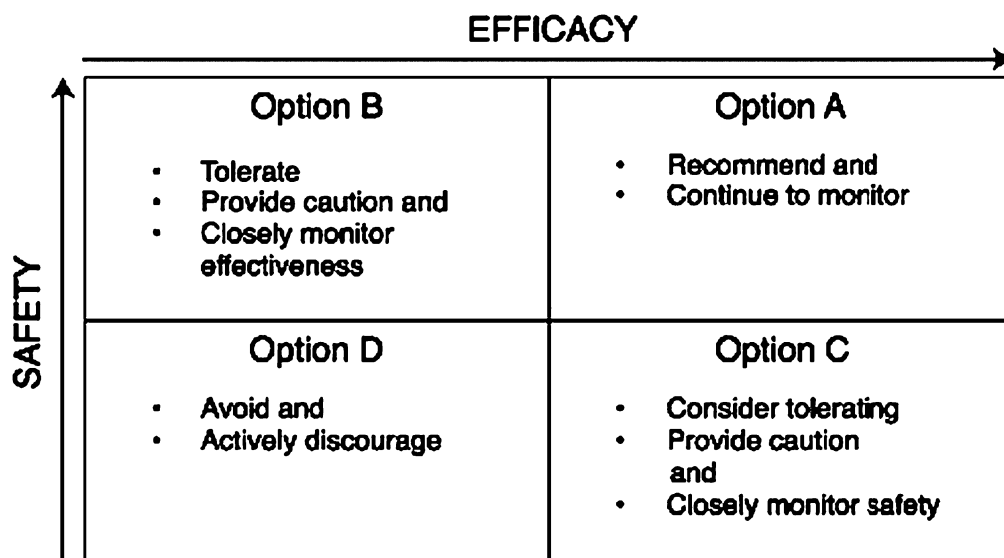 EFFICACY
SAFETY
Option B
• Tolerate
• Provide caution and
• Closely monitor
effectiveness
Option A
• Recommend and
• Continue to monitor
Option D
• Avoid and
• Actively discourage
Option C
• Consider tolerating
• Provide caution
and
• Closely monitor safety